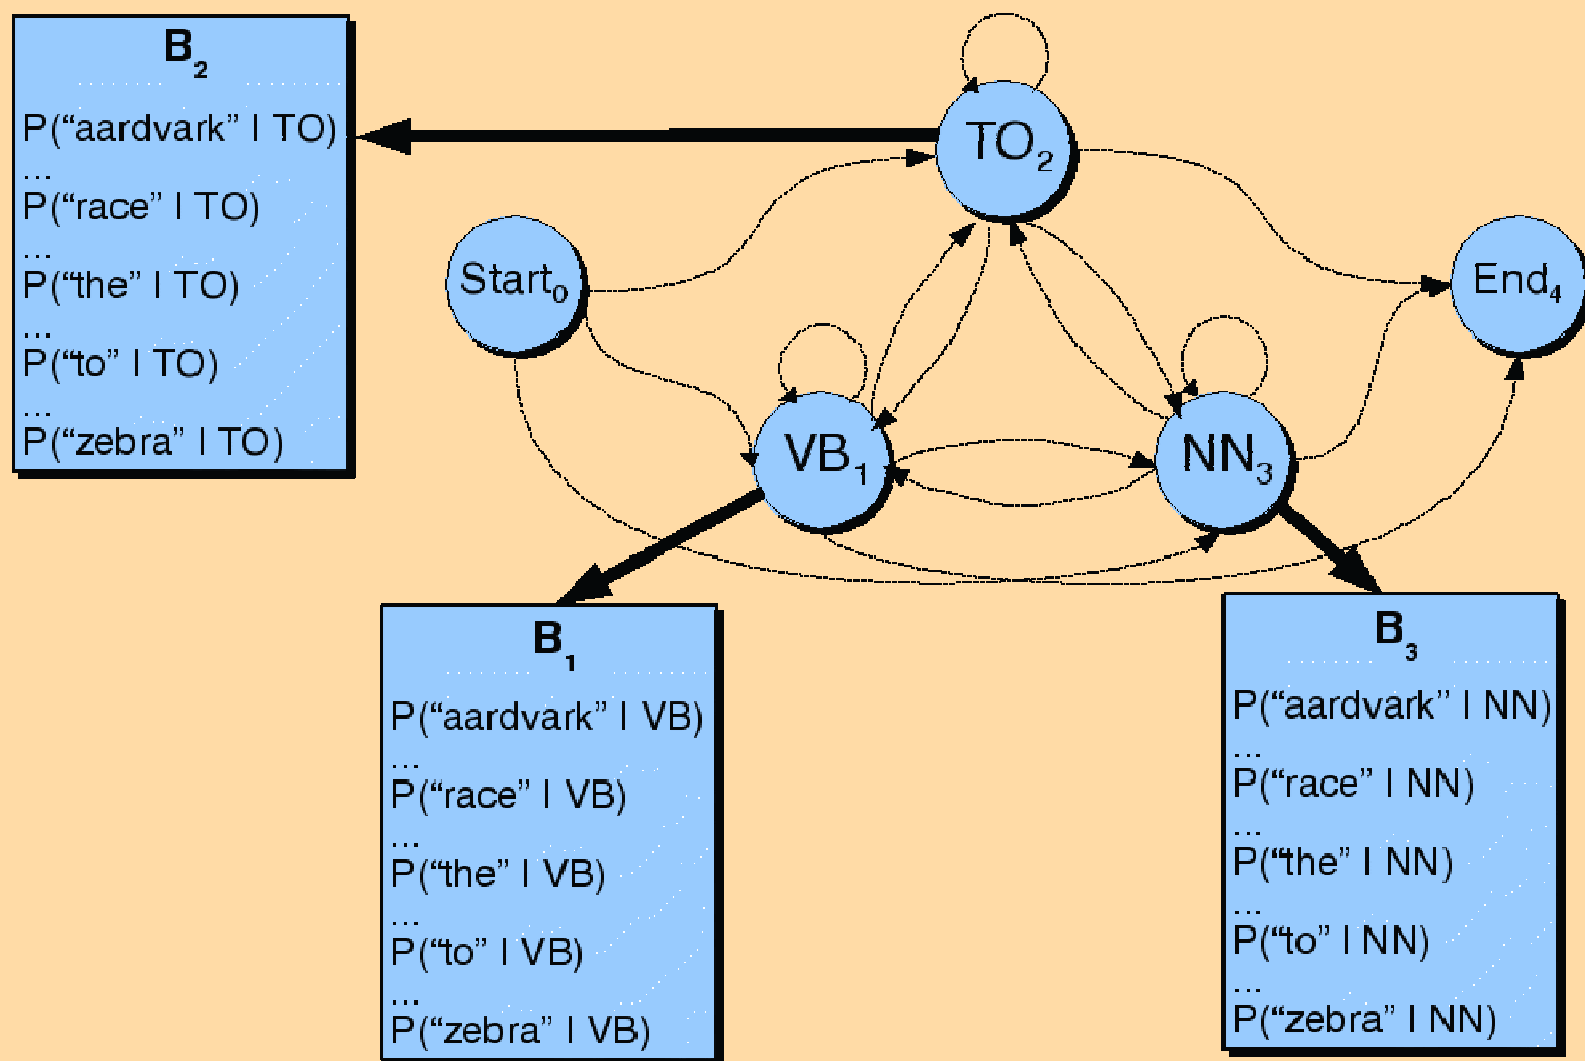 B₂
P(“aardvark” | TO)
...
P(“race” | TO)
...
P(“the” | TO)
...
P(“to” | TO)
...
P(“zebra” | TO)
TO₂
Start₀
End₄
VB₁
NN₃
B₁
P(“aardvark” | VB)
...
P(“race” | VB)
...
P(“the” | VB)
...
P(“to” | VB)
...
P(“zebra” | VB)
B₃
P(“aardvark” | NN)
...
P(“race” | NN)
...
P(“the” | NN)
...
P(“to” | NN)
...
P(“zebra” | NN)